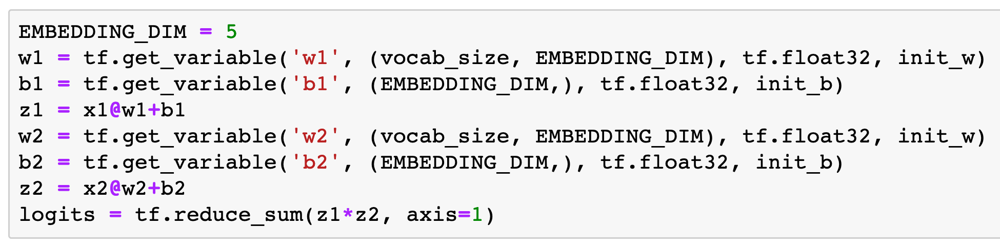 EMBEDDING_DIM = 5
w1 = tf.get_variable('w1', (vocab_size, EMBEDDING_DIM), tf.float32, init_w)
b1 = tf.get_variable('b1', (EMBEDDING_DIM,), tf.float32, init_b)
z1 = x1@w1+b1
w2 = tf.get_variable('w2', (vocab_size, EMBEDDING_DIM), tf.float32, init_w)
b2 = tf.get_variable('b2', (EMBEDDING_DIM,), tf.float32, init_b)
z2 = x2@w2+b2
logits = tf.reduce_sum(z1*z2, axis=1)